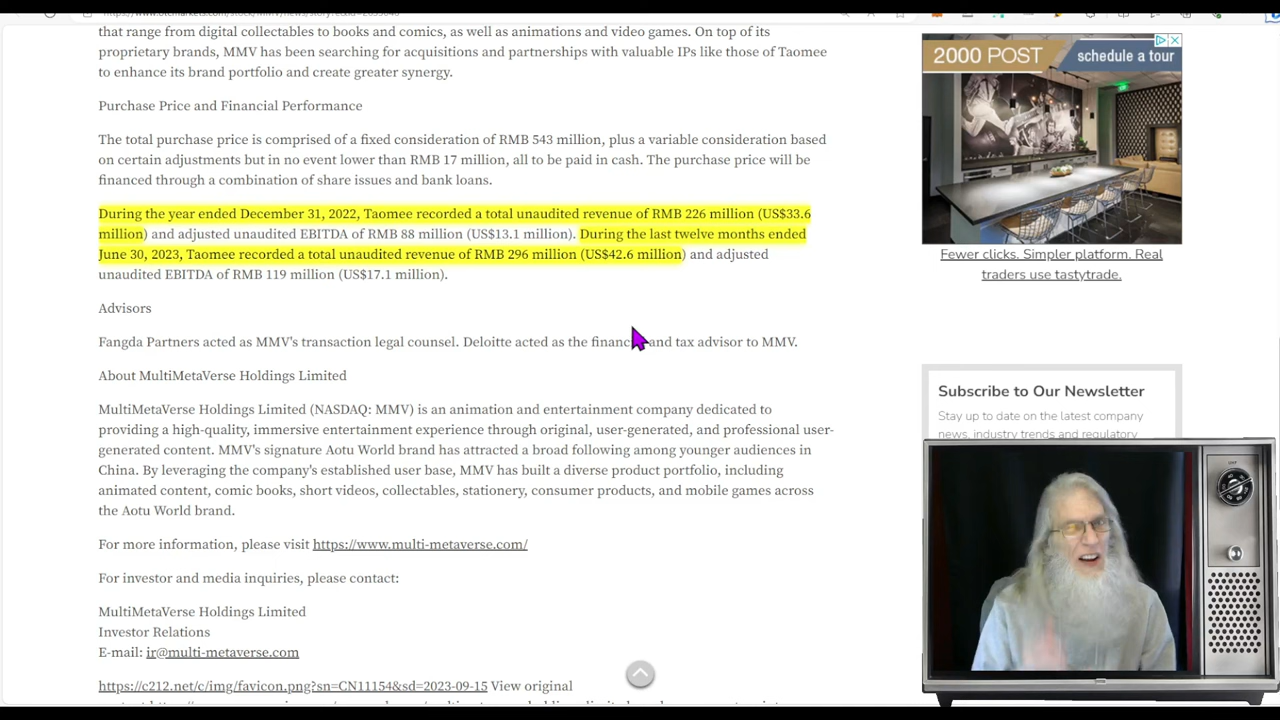 that range from digital collectables to books and comics, as well as animations and video games. On top of its
proprietary brands, MMV has been searching for acquisitions and partnerships with valuable IPs like those of Taomee
to enhance its brand portfolio and create greater synergy.
Purchase Price and Financial Performance
The total purchase price is comprised of a fixed consideration of RMB 543 million, plus a variable consideration based
on certain adjustments but in no event lower than RMB 17 million, all to be paid in cash. The purchase price will be
financed through a combination of share issues and bank loans.
During the year ended December 31, 2022, Taomee recorded a total unaudited revenue of RMB 226 million (US$33.6
million) and adjusted unaudited EBITDA of RMB 88 million (US$13.1 million). During the last twelve months ended
June 30, 2023, Taomee recorded a total unaudited revenue of RMB 296 million (US$42.6 million) and adjusted
unaudited EBITDA of RMB 119 million (US$17.1 million).
Advisors
Fangda Partners acted as MMV's transaction legal counsel. Deloitte acted as the and tax advisor to MMV.
About MultiMetaVerse Holdings Limited
MultiMetaVerse Holdings Limited (NASDAQ: MMV) is an animation and entertainment company dedicated to
providing a high-quality, immersive entertainment experience through original, user-generated, and professional user-
generated content. MMV's signature Aotu World brand has attracted a broad following among younger audiences in
China. By leveraging the company's established user base, MMV has built a diverse product portfolio, including
animated content, comic books, short videos, collectables, stationery, consumer products, and mobile games across
the Aotu World brand.
For more information, please visit https://www.multi-metaverse.com/
For investor and media inquiries, please contact:
MultiMetaVerse Holdings Limited
Investor Relations
E-mail: ir@multi-metaverse.com
https://c212.net/c/img/favicon.png?sn=CN11154&sd=2023-09-15 View original
2000 POST schedule a tour
Fewer clicks. Simpler platform. Real
traders use tastytrade.
Subscribe to Our Newsletter
Stay up to date on the latest company
news, industry trends and regulatory